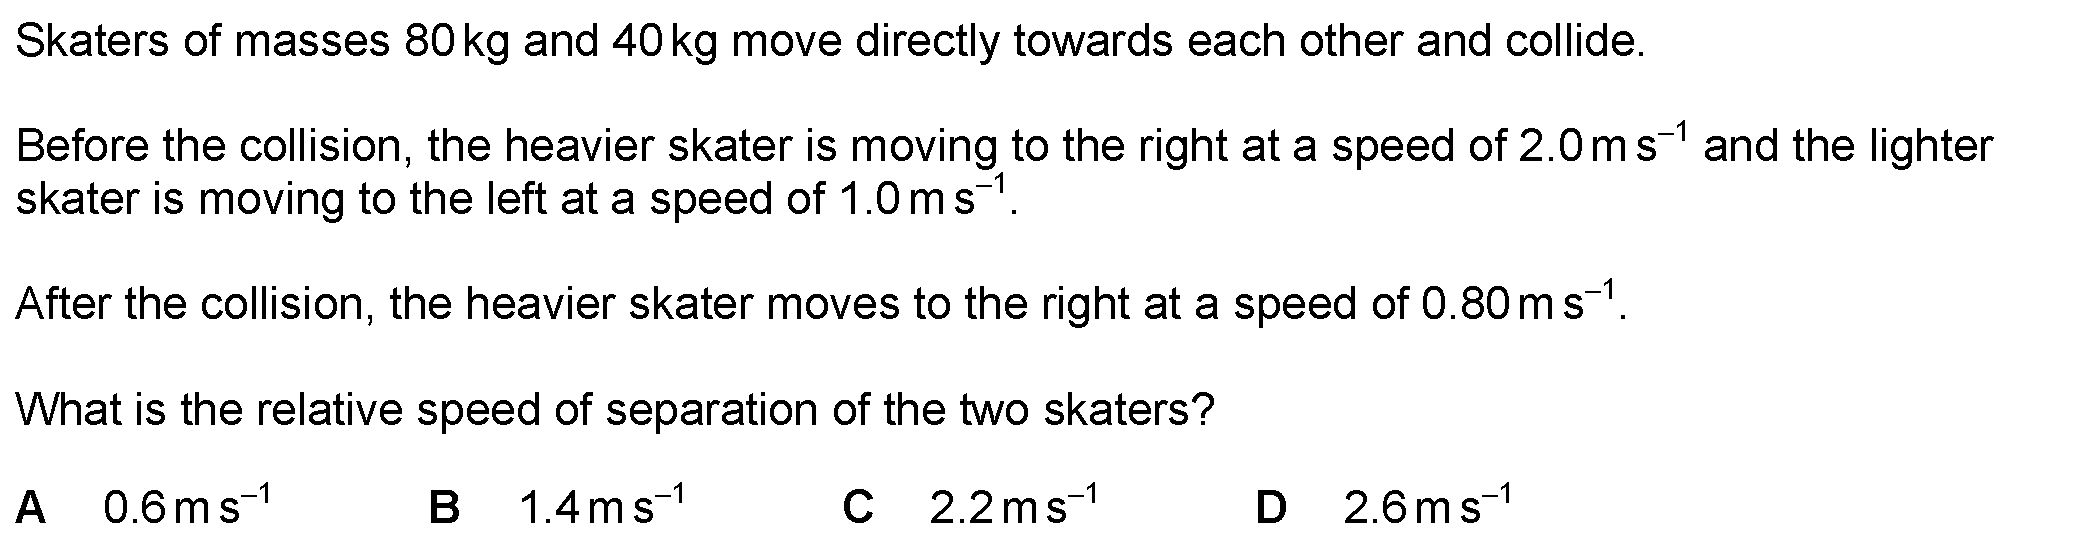 Skaters of masses 80 kg and 40 kg move directly towards each other and collide.
Before the collision, the heavier skater is moving to the right at a speed of 2.0 m s⁻¹ and the lighter
skater is moving to the left at a speed of 1.0 m s⁻¹.
After the collision, the heavier skater moves to the right at a speed of 0.80 m s⁻¹.
What is the relative speed of separation of the two skaters?
A 0.6 m s⁻¹ B 1.4 m s⁻¹ C 2.2 m s⁻¹ D 2.6 m s⁻¹